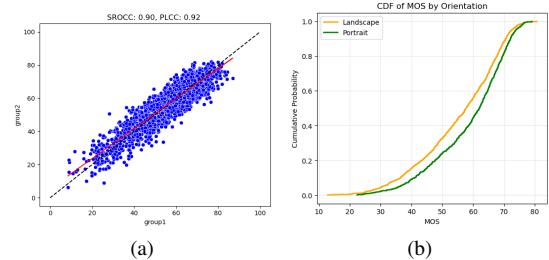 SROCC: 0.90, PLCC: 0.92
100
80
60
40
20
0
group2
0 20 40 60 80 100
group1
(a)
CDF of MOS by Orientation
Landscape
Portrait
1.0
0.8
0.6
0.4
0.2
0.0
Cumulative Probability
10 20 30 40 50 60 70 80
MOS
(b)